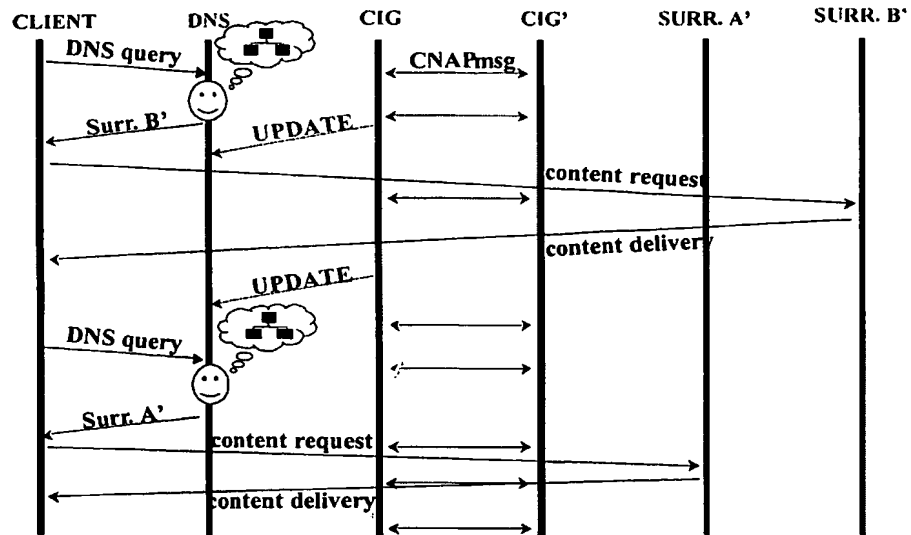 CLIENT DNS CIG CIG' SURR. A' SURR. B'
DNS query
CNAPmsg
Surr. B'
UPDATE
content request
content delivery
UPDATE
DNS query
Surr. A'
content request
content delivery